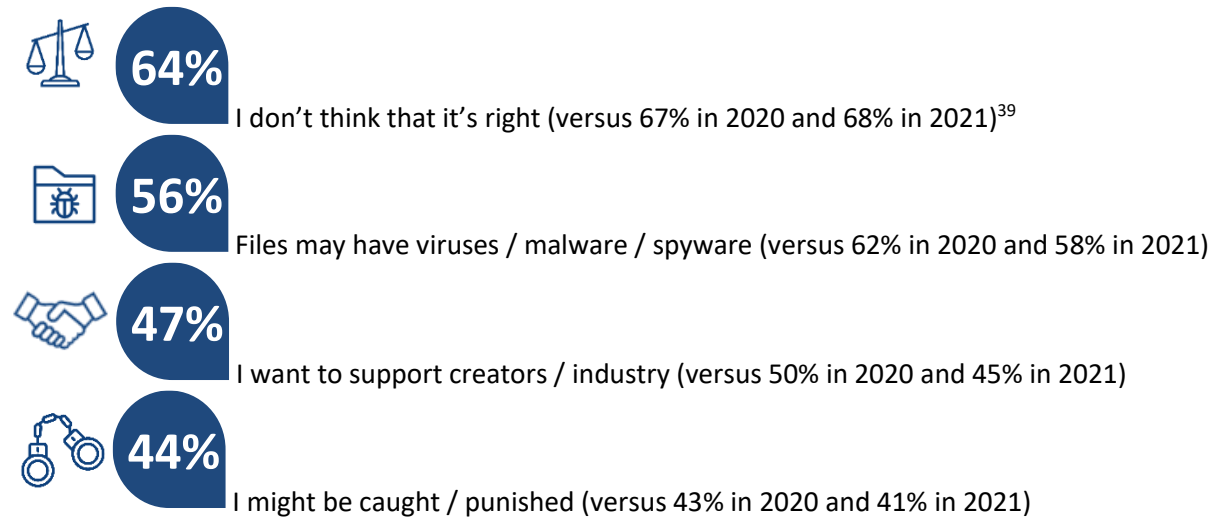 64%
I don’t think that it’s right (versus 67% in 2020 and 68% in 2021)³⁹
56%
Files may have viruses / malware / spyware (versus 62% in 2020 and 58% in 2021)
47%
I want to support creators / industry (versus 50% in 2020 and 45% in 2021)
44%
I might be caught / punished (versus 43% in 2020 and 41% in 2021)